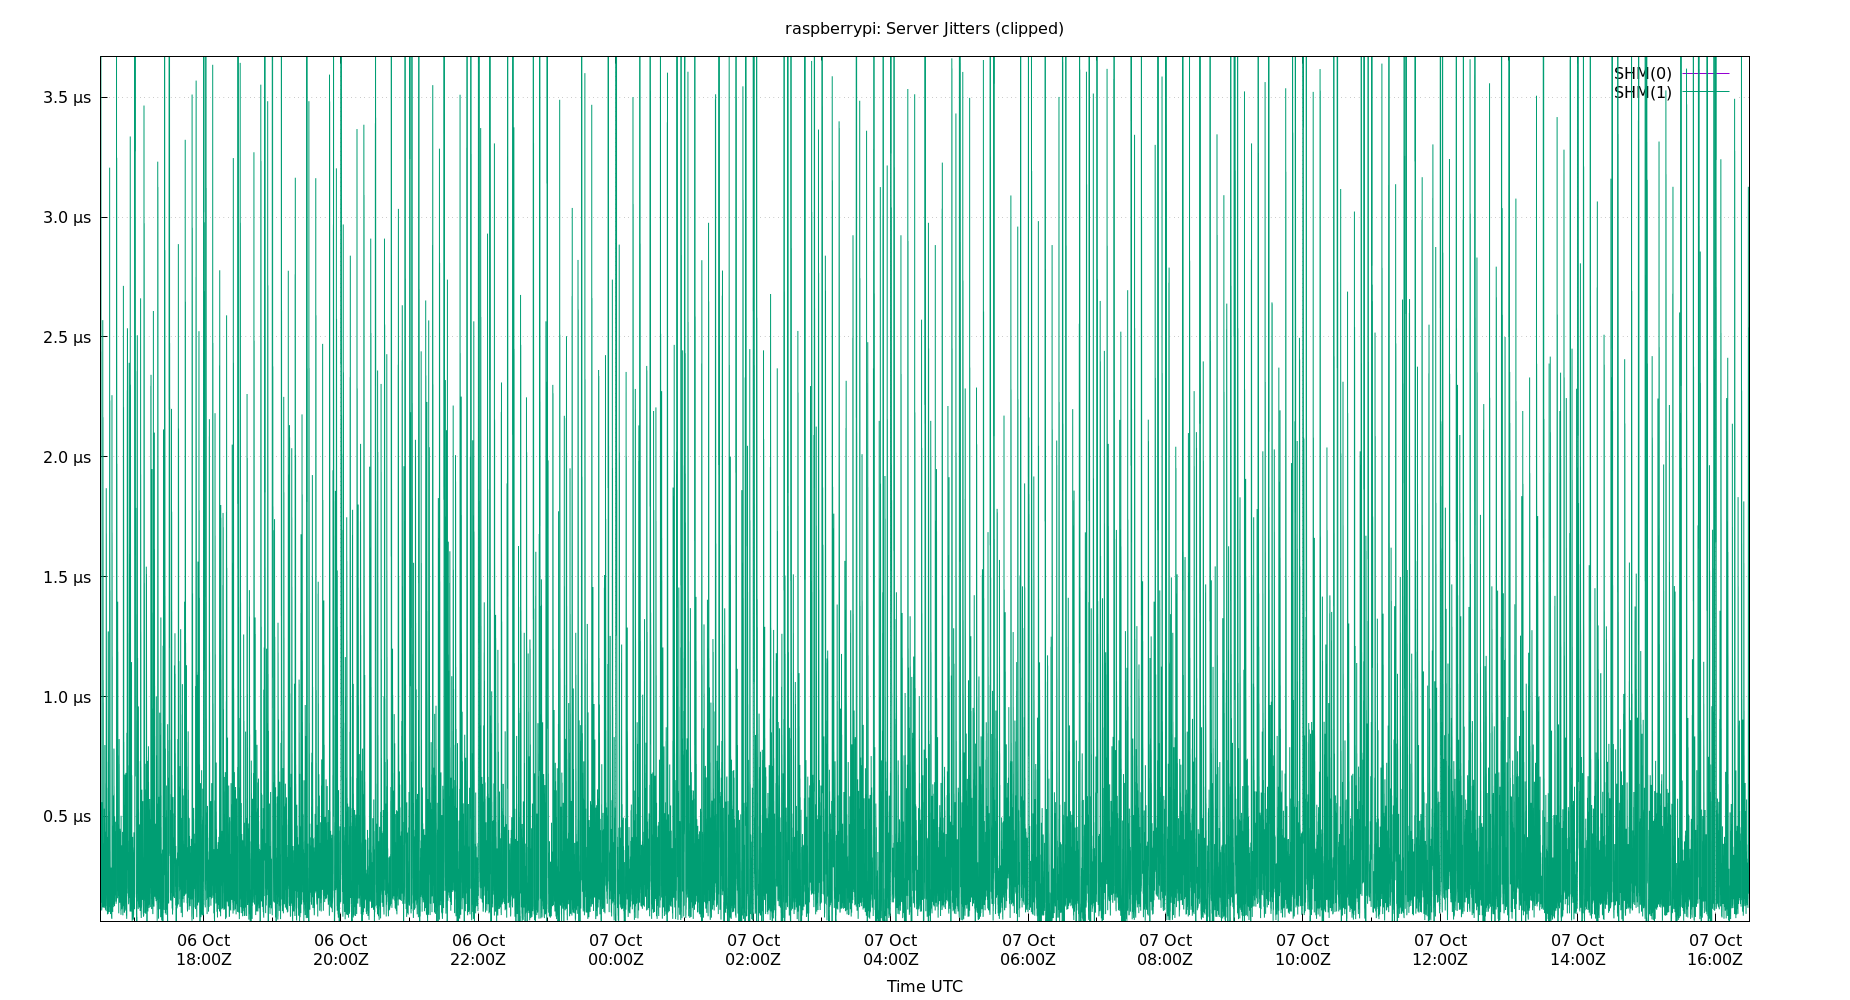 raspberrypi: Server Jitters (clipped)
SHM(0)
SHM(1)
3.5 µs
3.0 µs
2.5 µs
2.0 µs
1.5 µs
1.0 µs
0.5 µs
06 Oct 06 Oct 06 Oct 07 Oct 07 Oct 07 Oct 07 Oct 07 Oct 07 Oct 07 Oct 07 Oct 07 Oct
18:00Z 20:00Z 22:00Z 00:00Z 02:00Z 04:00Z 06:00Z 08:00Z 10:00Z 12:00Z 14:00Z 16:00Z
Time UTC